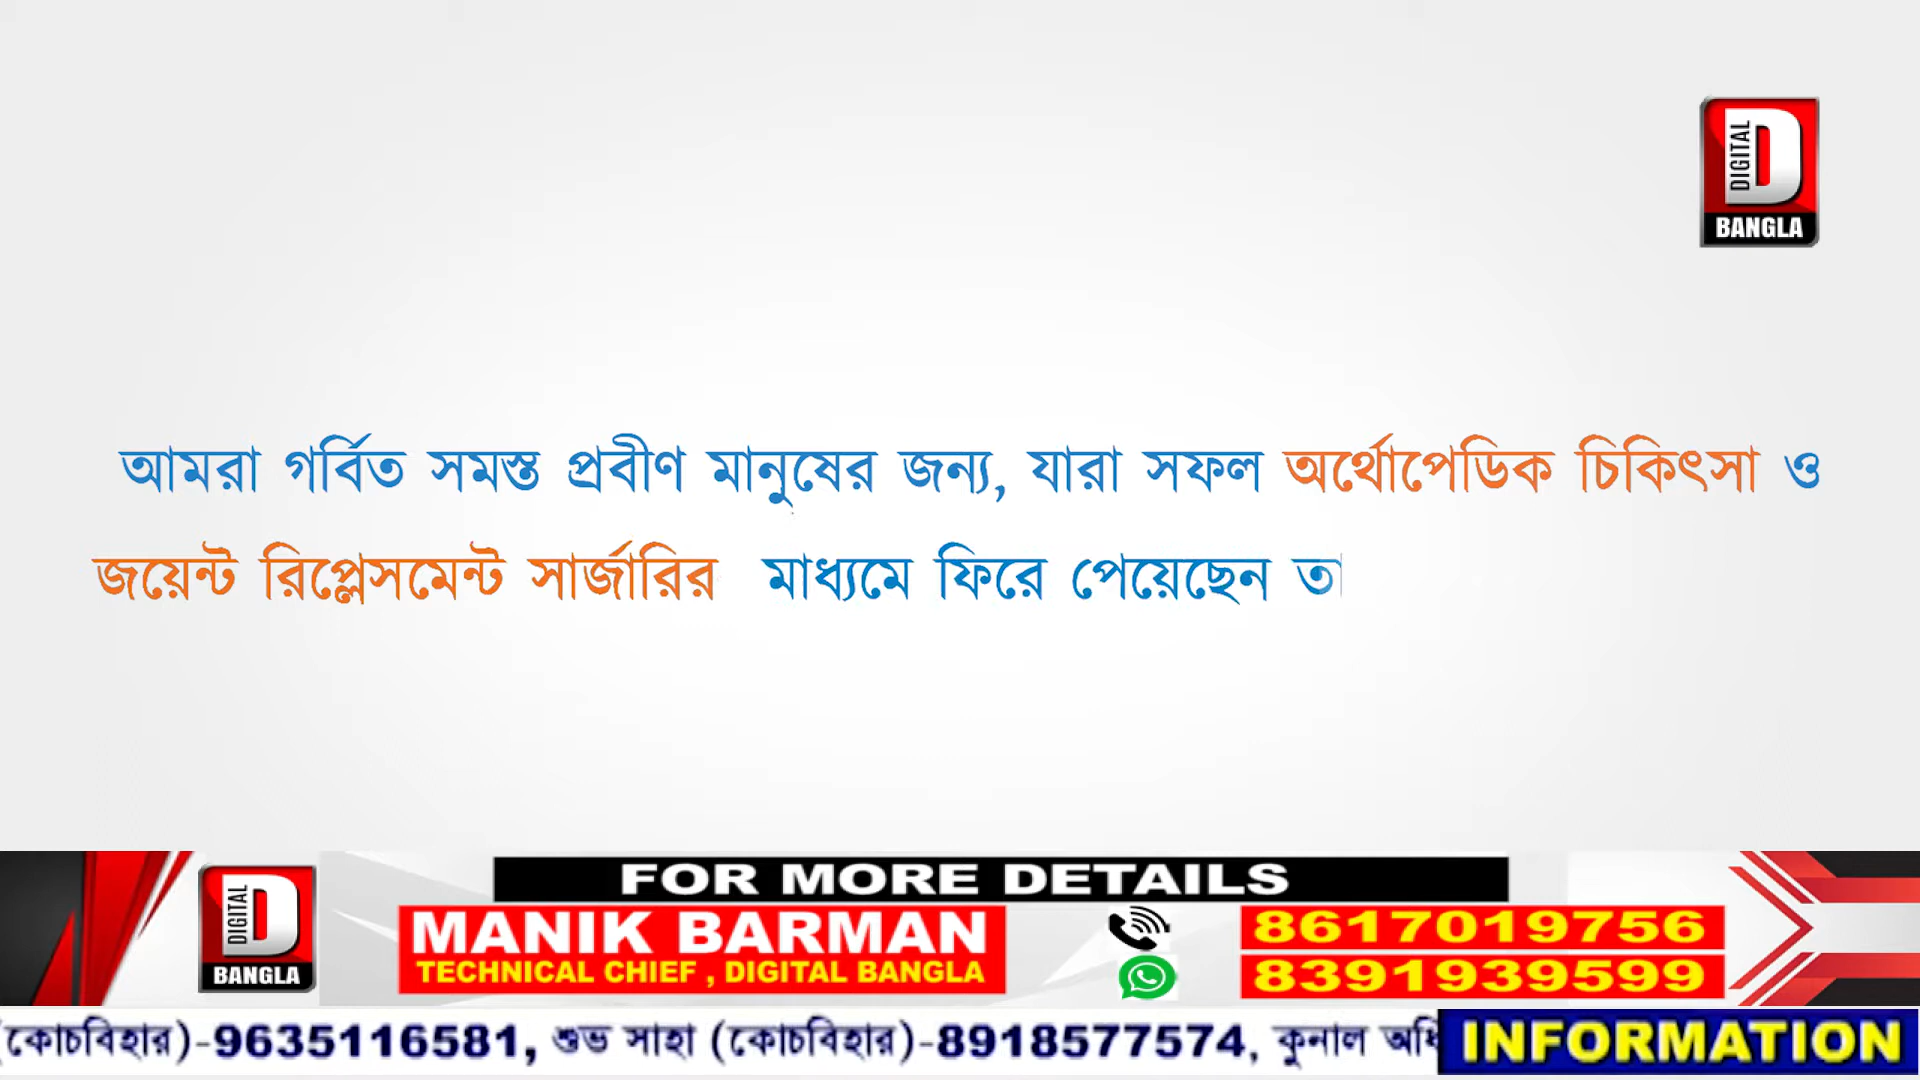 DIGITAL
BANGLA
আমরা গর্বিত সমস্ত প্রবীণ মানুষের জন্য, যারা সফল অর্থোপেডিক চিকিৎসা ও
জয়েন্ট রিপ্লেসমেন্ট সার্জারির মাধ্যমে ফিরে পেয়েছেন তা
FOR MORE DETAILS
DIGITAL
BANGLA
MANIK BARMAN
TECHNICAL CHIEF, DIGITAL BANGLA
8617019756
8391939599
(কোচবিহার)-9635116581, শুভ সাহা (কোচবিহার)-8918577574, কুনাল অধি
INFORMATION